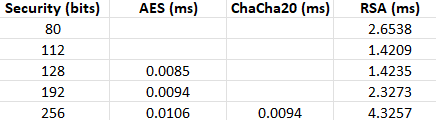 Security (bits) AES (ms) ChaCha20 (ms) RSA (ms)
80 2.6538
112 1.4209
128 0.0085 1.4235
192 0.0094 2.3273
256 0.0106 0.0094 4.3257